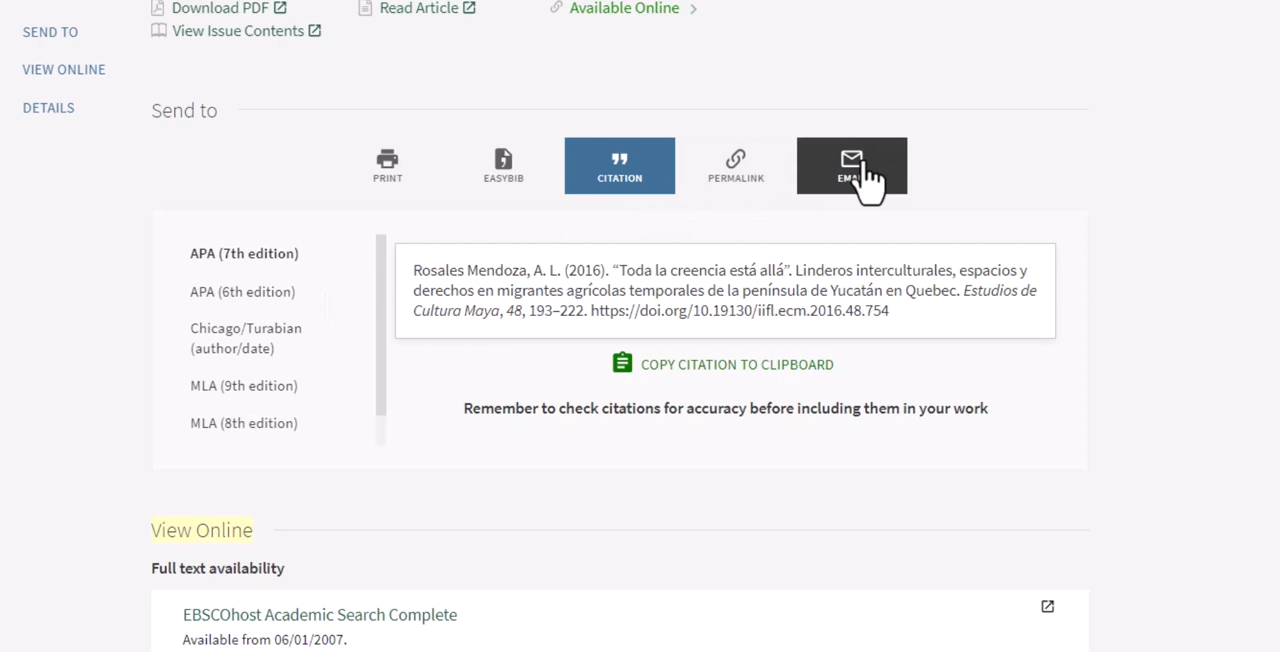 Download PDF
Read Article
Available Online
View Issue Contents
SEND TO
VIEW ONLINE
DETAILS
Send to
PRINT
EASYBIB
CITATION
PERMALINK
APA (7th edition)
APA (6th edition)
Chicago/Turabian
(author/date)
MLA (9th edition)
MLA (8th edition)
Rosales Mendoza, A. L. (2016). “Toda la creencia está allá”. Linderos interculturales, espacios y
derechos en migrantes agrícolas temporales de la península de Yucatán en Quebec. Estudios de
Cultura Maya, 48, 193–222. https://doi.org/10.19130/iifl.ecm.2016.48.754
COPY CITATION TO CLIPBOARD
Remember to check citations for accuracy before including them in your work
View Online
Full text availability
EBSCOhost Academic Search Complete
Available from 06/01/2007.